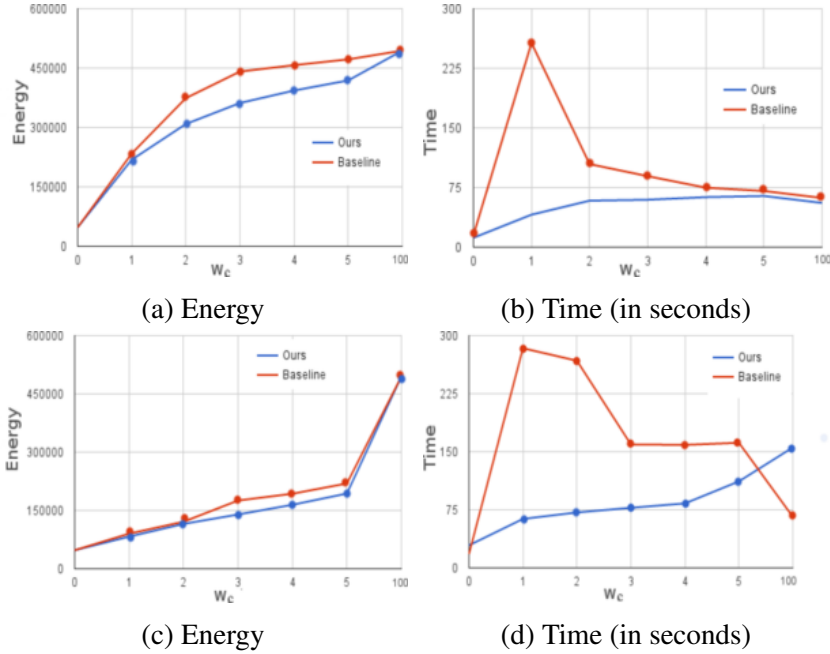 600000
450000
300000
150000
0
Energy
Ours
Baseline
0 1 2 3 4 5 100
Wc
(a) Energy
300
225
150
75
0
Time
Ours
Baseline
0 1 2 3 4 5 100
Wc
(b) Time (in seconds)
600000
450000
300000
150000
0
Energy
Ours
Baseline
0 1 2 3 4 5 100
Wc
(c) Energy
300
225
150
75
0
Time
Ours
Baseline
0 1 2 3 4 5 100
Wc
(d) Time (in seconds)